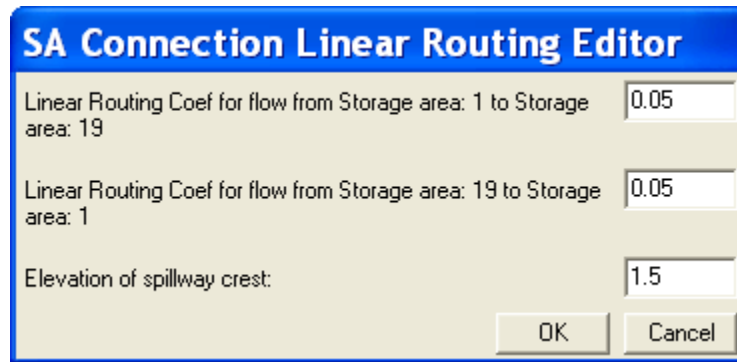 SA Connection Linear Routing Editor
Linear Routing Coef for flow from Storage area: 1 to Storage
area: 19
0.05
Linear Routing Coef for flow from Storage area: 19 to Storage
area: 1
0.05
Elevation of spillway crest:
1.5
OK
Cancel